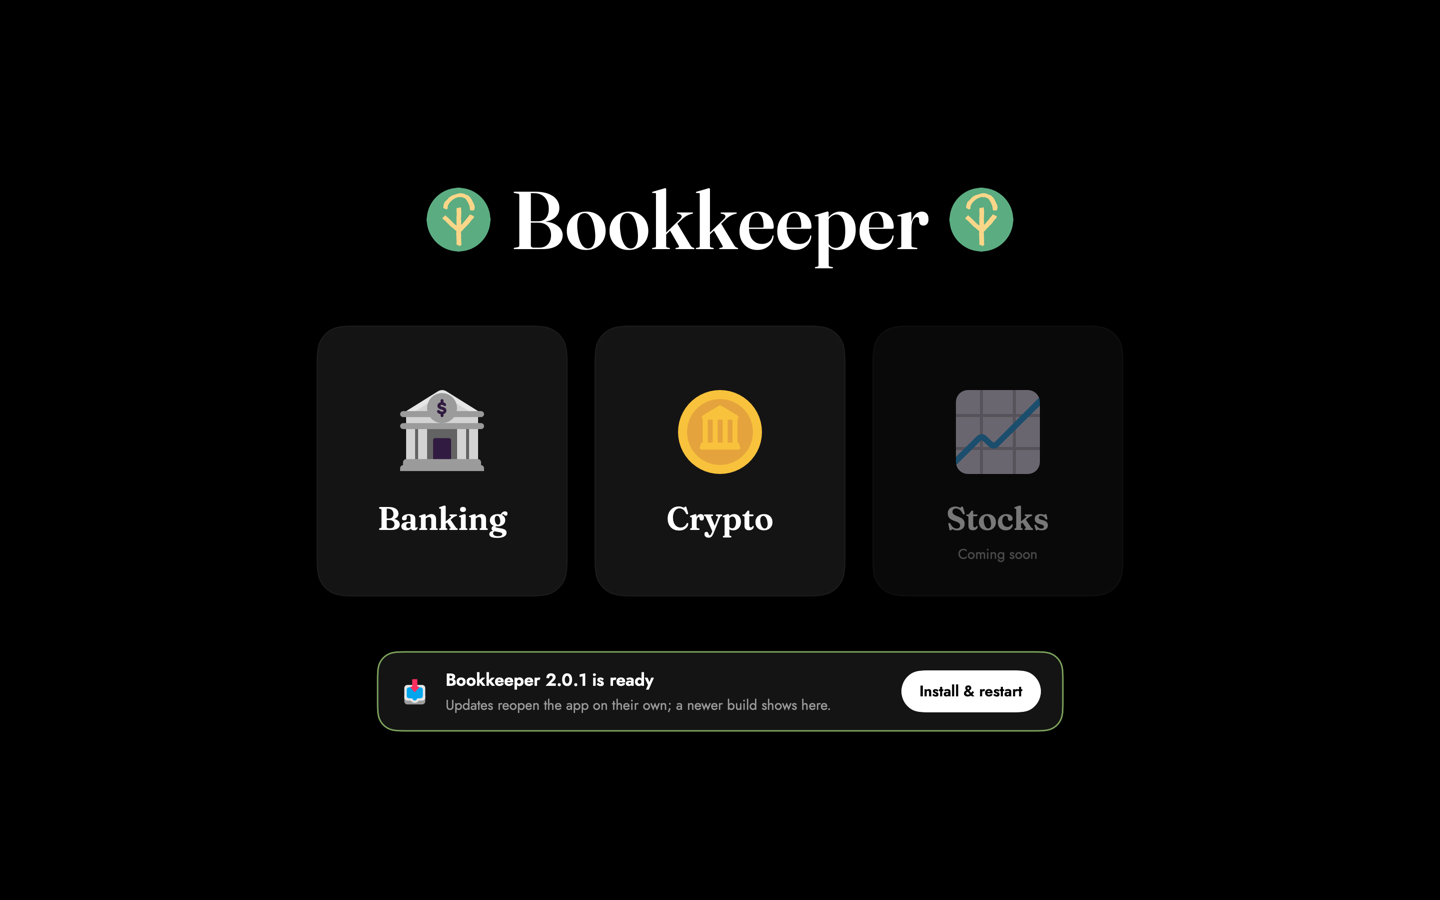 Bookkeeper
Banking
Crypto
Stocks
Coming soon
Bookkeeper 2.0.1 is ready
Updates reopen the app on their own; a newer build shows here.
Install & restart